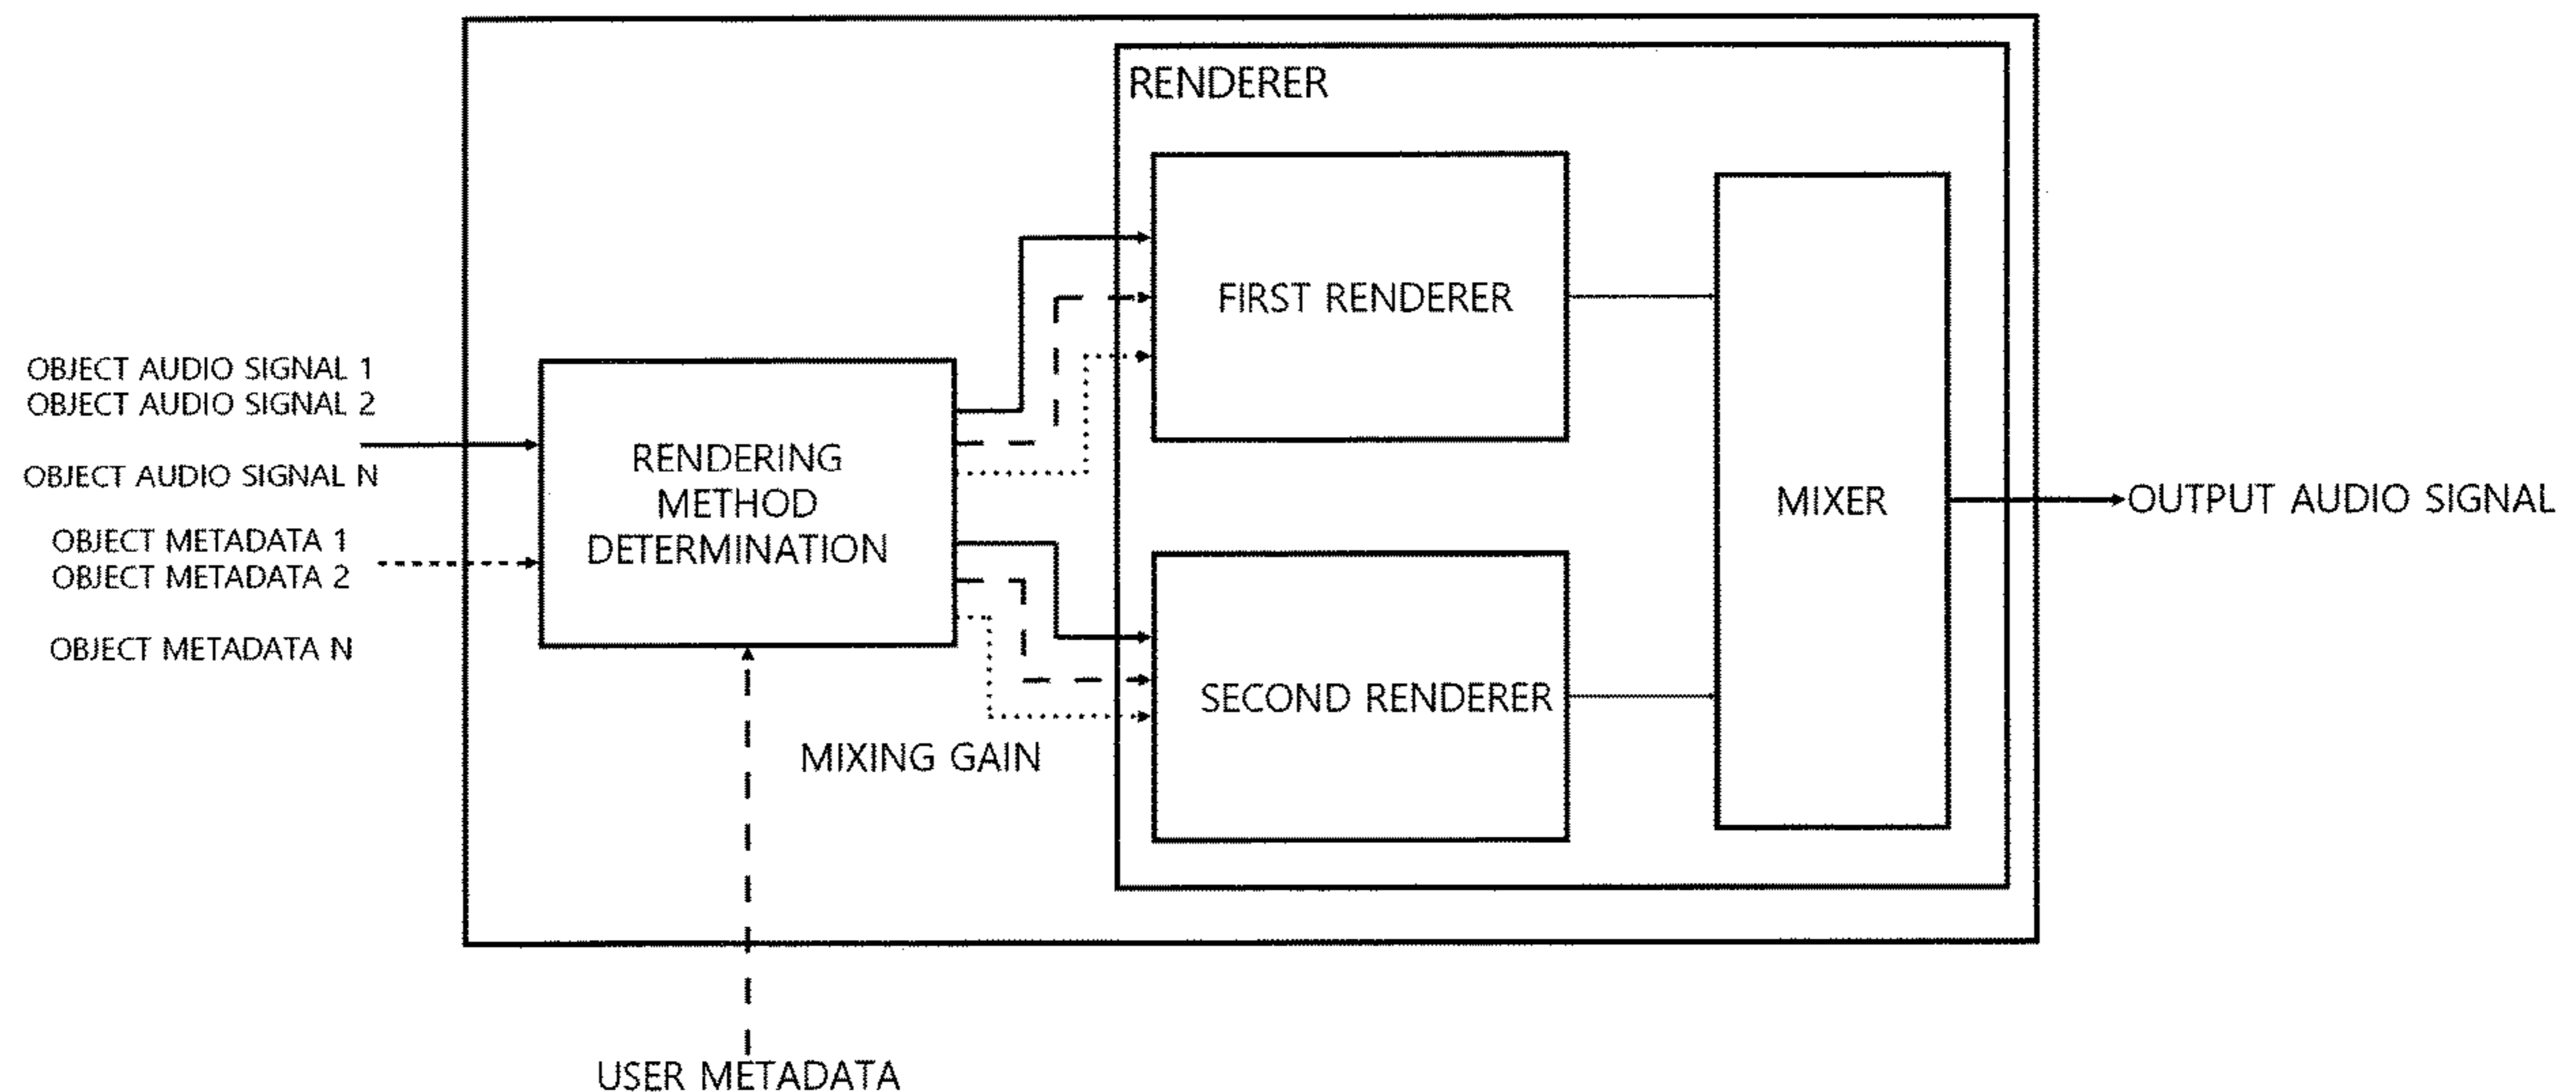 RENDERER
FIRST RENDERER
OBJECT AUDIO SIGNAL 1
OBJECT AUDIO SIGNAL 2
OBJECT AUDIO SIGNAL N
OBJECT METADATA 1
OBJECT METADATA 2
OBJECT METADATA N
RENDERING
METHOD
DETERMINATION
MIXER
OUTPUT AUDIO SIGNAL
SECOND RENDERER
MIXING GAIN
USER METADATA